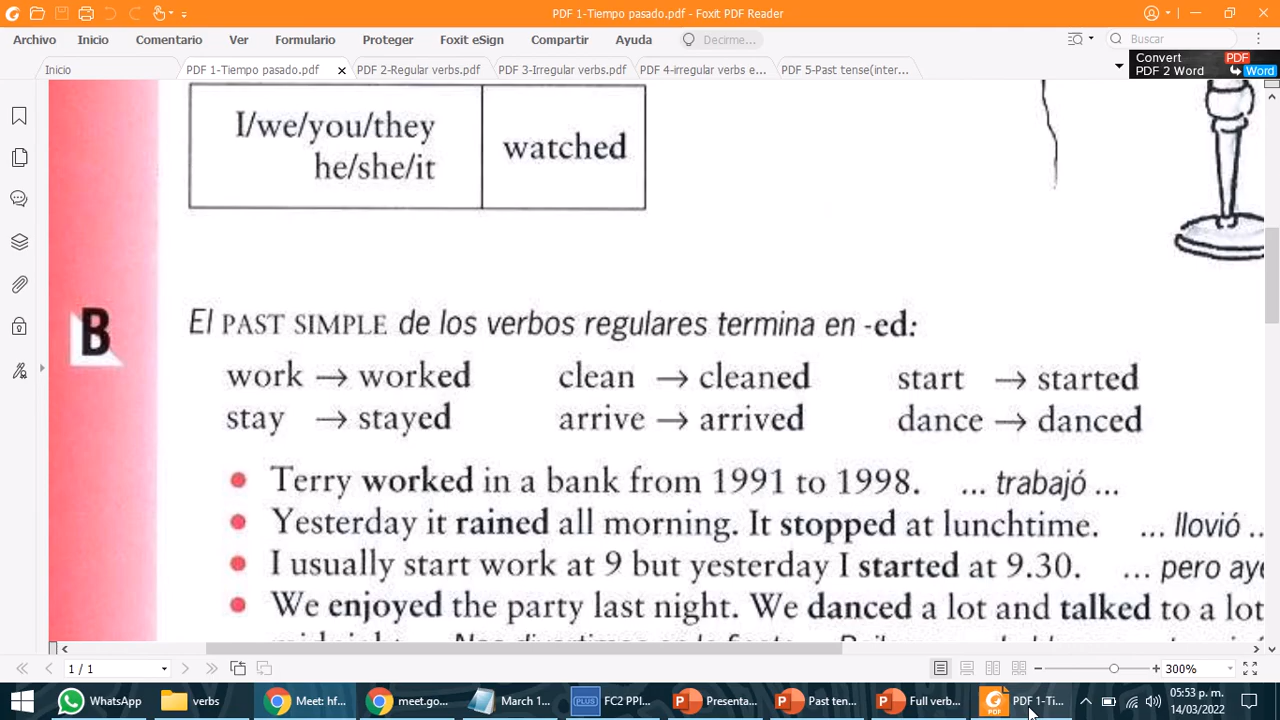 PDF 1-Tiempo pasado.pdf - Foxit PDF Reader
Archivo Inicio Comentario Ver Formulario Proteger Foxit eSign Compartir Ayuda Decirme... Buscar
Inicio PDF 1-Tiempo pasado.pdf PDF 2-Regular verbs.pdf PDF 4-irregular verbs e... PDF 5-Past tense(inter...
Convert PDF
PDF 2 Word Word
I/we/you/they
he/she/it
watched
B
El PAST SIMPLE de los verbos regulares termina en -ed:
work → worked clean → cleaned start → started
stay → stayed arrive → arrived dance → danced
• Terry worked in a bank from 1991 to 1998. ... trabajó ...
• Yesterday it rained all morning. It stopped at lunchtime. ... llovió ..
• I usually start work at 9 but yesterday I started at 9.30. ... pero aye
• We enjoyed the party last night. We danced a lot and talked to a lot
1 / 1 300%
WhatsApp verbs Meet: hf... meet.goo... March 1... PLUS FC2 PPI... Presenta... Past ten... Full verb... PDF PDF 1-Ti... 05:53 p. m.
14/03/2022